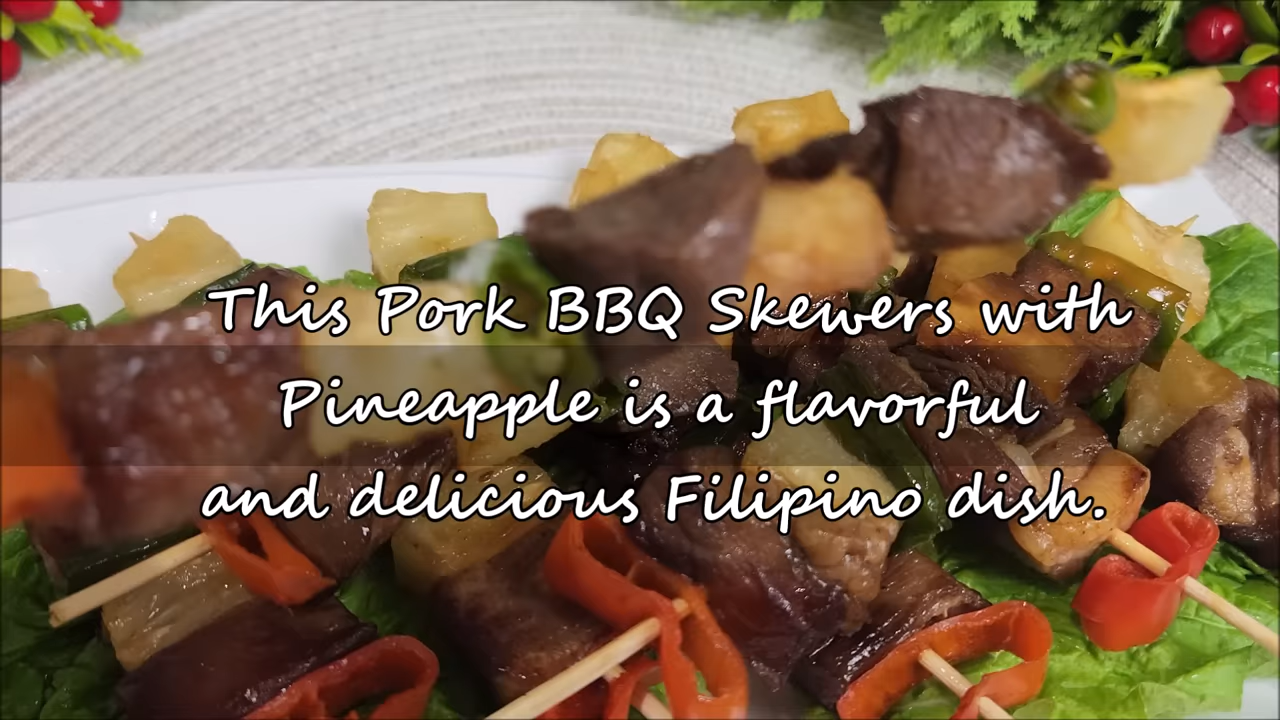 This Pork BBQ Skewers with
Pineapple is a flavorful
and delicious Filipino dish.